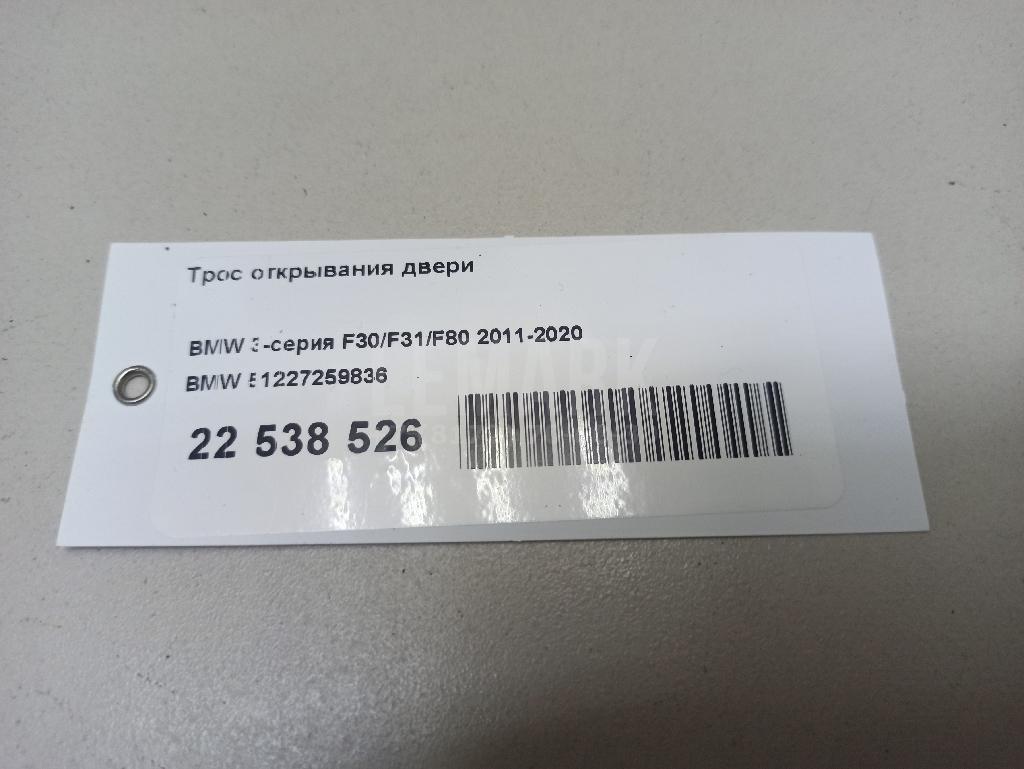 Трос открывания двери
BMW 3-серия F30/F31/F80 2011-2020
BMW 51227259836
22 538 526